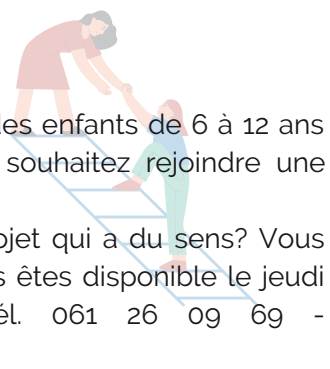 des enfants de 6 à 12 ans
souhaitez rejoindre une
ojet qui a du sens? Vous
s êtes disponible le jeudi
él. 061 26 09 69 -